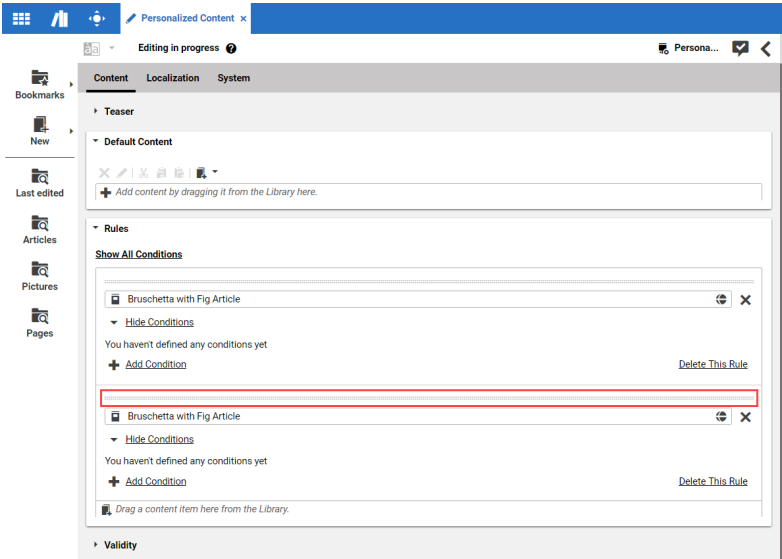 Personalized Content ×
Editing in progress
Persona...
Content Localization System
Bookmarks
New
Last edited
Articles
Pictures
Pages
Teaser
Default Content
Add content by dragging it from the Library here.
Rules
Show All Conditions
Bruschetta with Fig Article
Hide Conditions
You haven't defined any conditions yet
Add Condition Delete This Rule
Bruschetta with Fig Article
Hide Conditions
You haven't defined any conditions yet
Add Condition Delete This Rule
Drag a content item here from the Library.
Validity